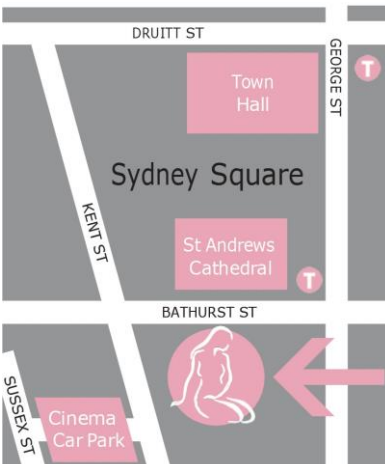 DRUITT ST
GEORGE ST
T
Town
Hall
Sydney Square
KENT ST
St Andrews
Cathedral
T
BATHURST ST
SUSSEX ST
Cinema
Car Park